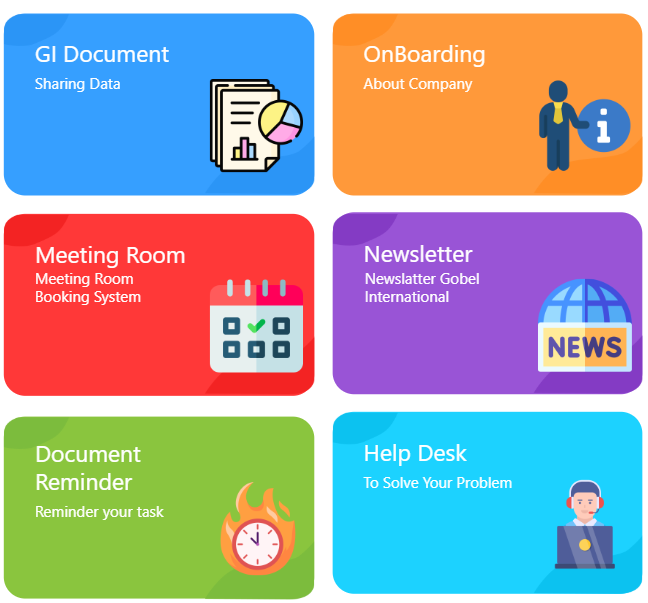 GI Document
Sharing Data
OnBoarding
About Company
Meeting Room
Meeting Room
Booking System
Newsletter
Newslatter Gobel
International
NEWS
Document
Reminder
Reminder your task
Help Desk
To Solve Your Problem